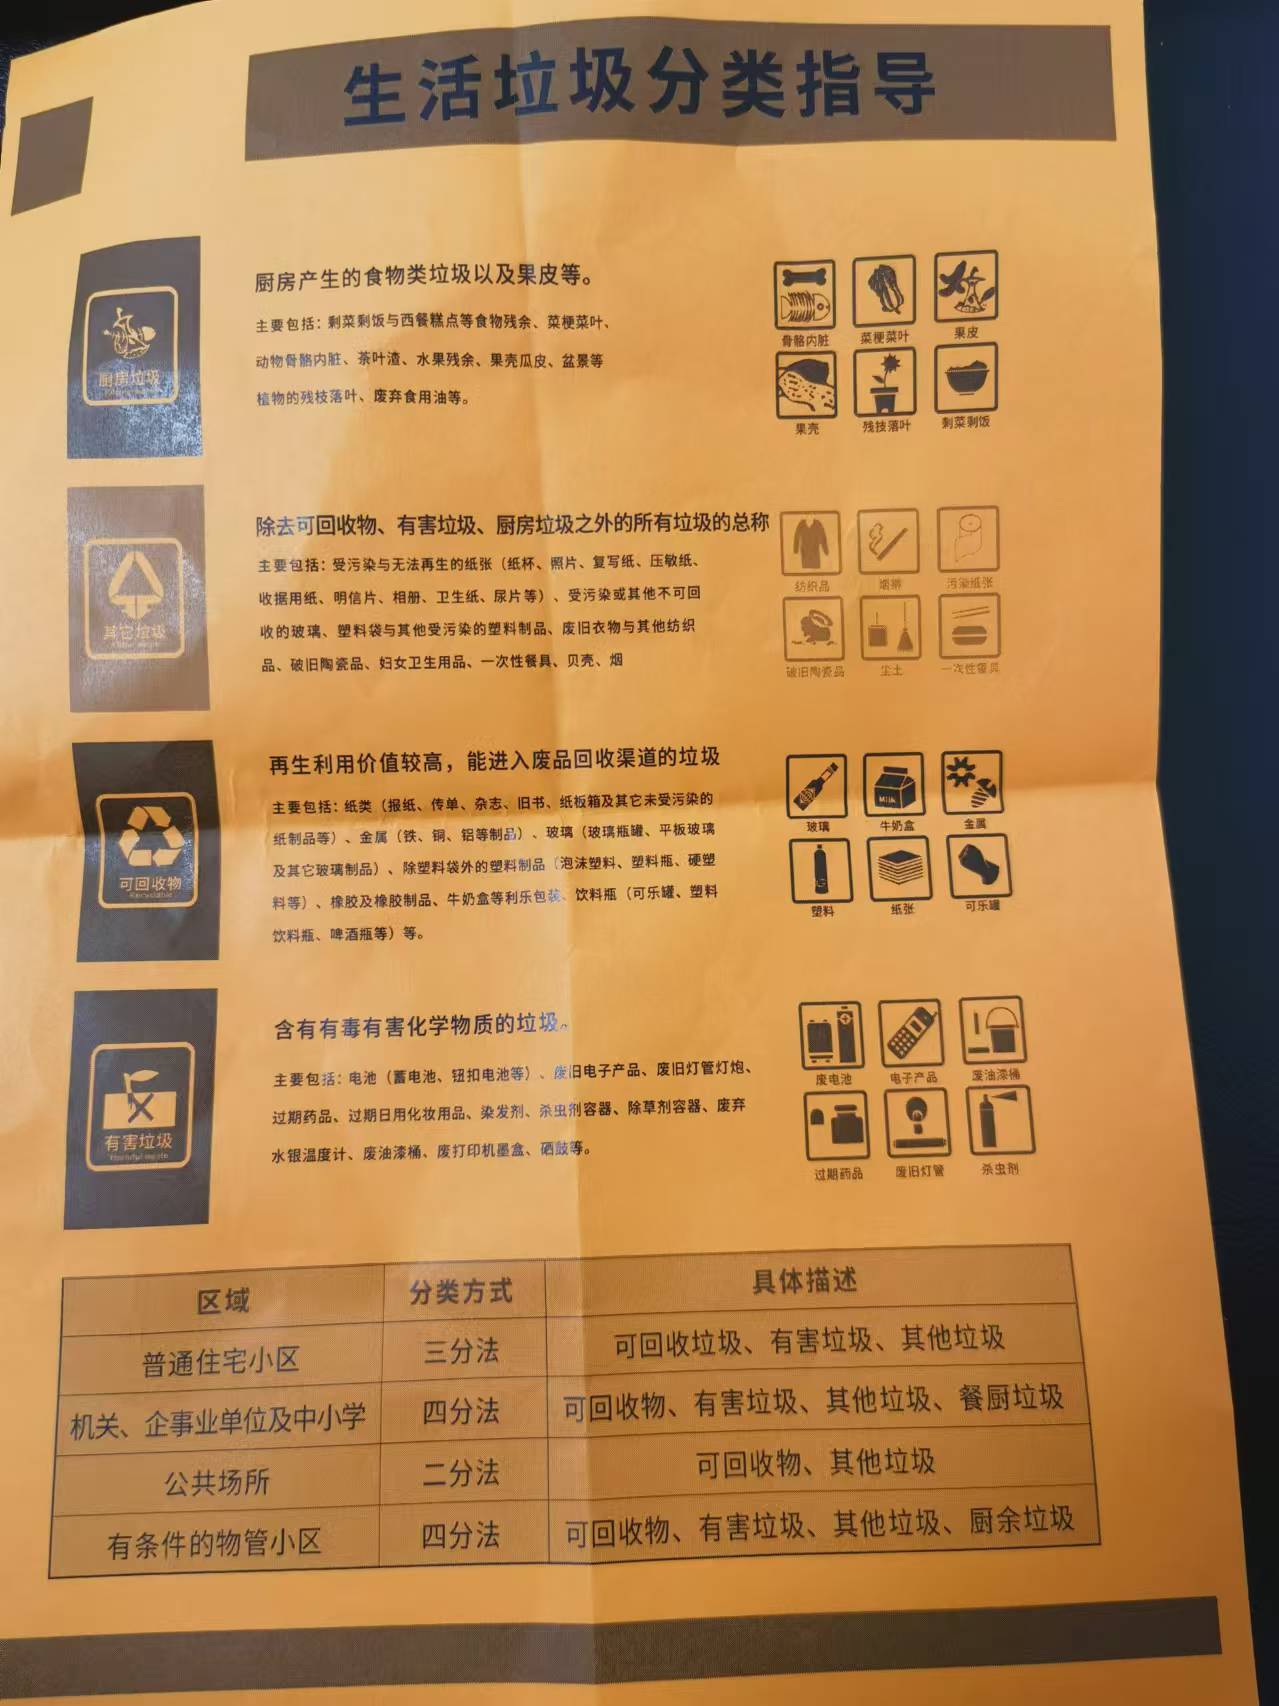 生活垃圾分类指导
厨房垃圾
厨房产生的食物类垃圾以及果皮等。
主要包括：剩菜剩饭与西餐糕点等食物残余、菜梗菜叶、
动物骨骼内脏、茶叶渣、水果残余、果壳瓜皮、盆景等
植物的残枝落叶、废弃食用油等。
骨骼内脏 菜梗菜叶 果皮
果壳 残技落叶 剩菜剩饭
其它垃圾
除去可回收物、有害垃圾、厨房垃圾之外的所有垃圾的总称
主要包括：受污染与无法再生的纸张（纸杯、照片、复写纸、压敏纸、
收据用纸、明信片、相册、卫生纸、尿片等）、受污染或其他不可回
收的玻璃、塑料袋与其他受污染的塑料制品、废旧衣物与其他纺织
品、破旧陶瓷品、妇女卫生用品、一次性餐具、贝壳、烟
纺织品 烟蒂 污染纸张
破旧陶瓷品 尘土 一次性餐具
可回收物
Recyclable
再生利用价值较高，能进入废品回收渠道的垃圾
主要包括：纸类（报纸、传单、杂志、旧书、纸板箱及其它未受污染的
纸制品等）、金属（铁、铜、铝等制品）、玻璃（玻璃瓶罐、平板玻璃
及其它玻璃制品）、除塑料袋外的塑料制品（泡沫塑料、塑料瓶、硬塑
料等）、橡胶及橡胶制品、牛奶盒等利乐包装、饮料瓶（可乐罐、塑料
饮料瓶、啤酒瓶等）等。
MILK
玻璃 牛奶盒 金属
塑料 纸张 可乐罐
有害垃圾
Harmful waste
含有有毒有害化学物质的垃圾。
主要包括：电池（蓄电池、钮扣电池等）、废旧电子产品、废旧灯管灯炮、
过期药品、过期日用化妆用品、染发剂、杀虫剂容器、除草剂容器、废弃
水银温度计、废油漆桶、废打印机墨盒、硒鼓等。
废电池 电子产品 废油漆桶
过期药品 废旧灯管 杀虫剂
区域 分类方式 具体描述
普通住宅小区 三分法 可回收垃圾、有害垃圾、其他垃圾
机关、企事业单位及中小学 四分法 可回收物、有害垃圾、其他垃圾、餐厨垃圾
公共场所 二分法 可回收物、其他垃圾
有条件的物管小区 四分法 可回收物、有害垃圾、其他垃圾、厨余垃圾